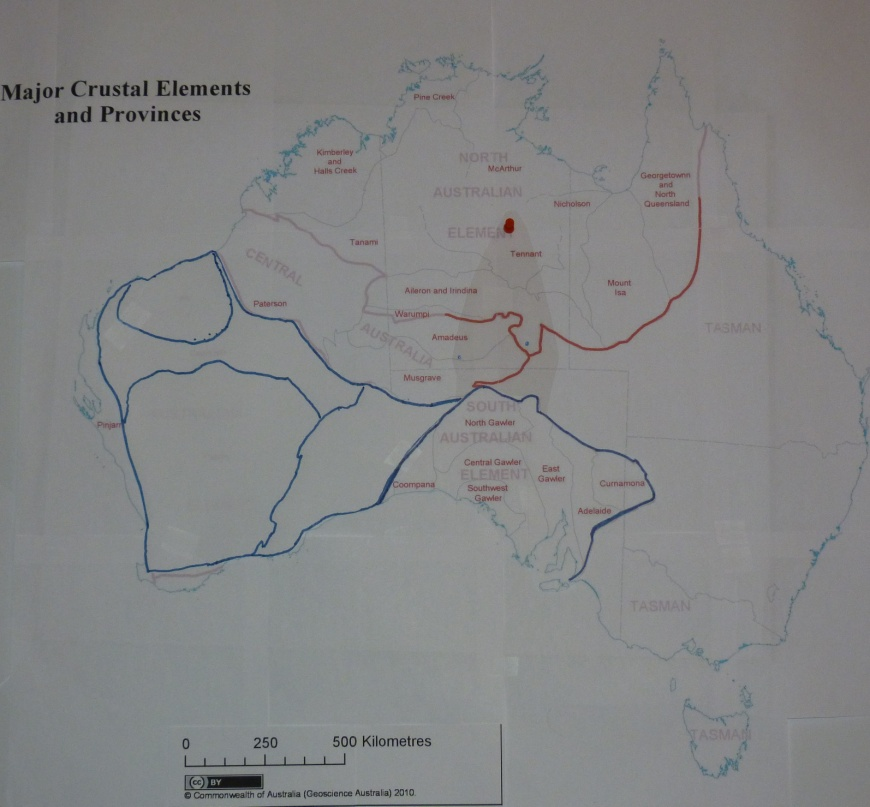 Major Crustal Elements
and Provinces
Pine Creek
Kimberley
and
Halls Creek
NORTH
McArthur
AUSTRALIAN
Georgetown
and
North
Queensland
Nicholson
ELEMENT
Tanami
Tennant
CENTRAL
Aileron and Irindina
Mount
Isa
Paterson
Warumpi
TASMAN
AUSTRALIA
Amadeus
Musgrave
SOUTH
North Gawler
Pinjarra
AUSTRALIAN
Central Gawler
ELEMENT
East
Gawler
Coompana
Southwest
Gawler
Curnamona
Adelaide
TASMAN
TASMAN
0 250 500 Kilometres
cc BY
© Commonwealth of Australia (Geoscience Australia) 2010.